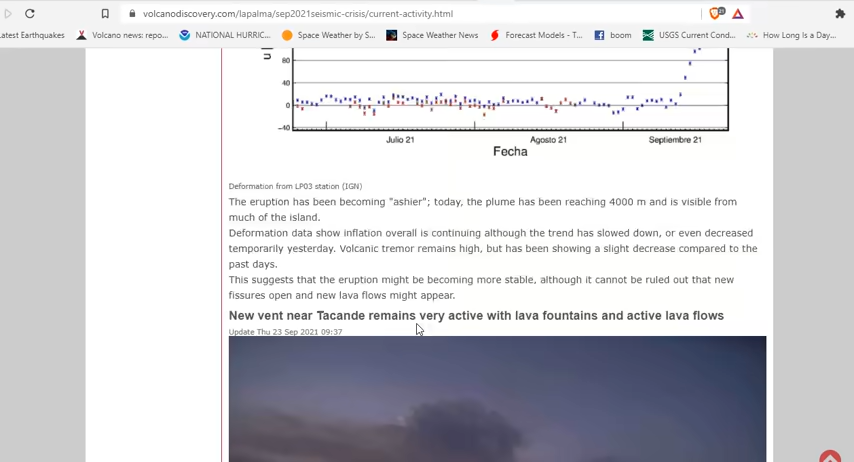 volcanodiscovery.com/lapalma/sep2021seismic-crisis/current-activity.html
21
atest Earthquakes Volcano news: repo... NATIONAL HURRIC... Space Weather by S... Space Weather News Forecast Models - T... boom USGS Current Cond... How Long Is a Day...
80
40
0
-40
Julio 21 Agosto 21 Septiembre 21
Fecha
Deformation from LP03 station (IGN)
The eruption has been becoming "ashier"; today, the plume has been reaching 4000 m and is visible from
much of the island.
Deformation data show inflation overall is continuing although the trend has slowed down, or even decreased
temporarily yesterday. Volcanic tremor remains high, but has been showing a slight decrease compared to the
past days.
This suggests that the eruption might be becoming more stable, although it cannot be ruled out that new
fissures open and new lava flows might appear.
New vent near Tacande remains very active with lava fountains and active lava flows
Update Thu 23 Sep 2021 09:37